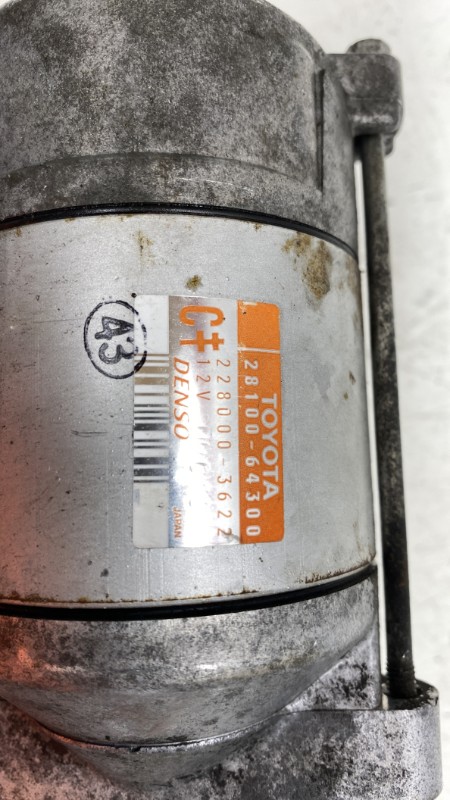 TOYOTA
28100-64300
228000-3622
12V
DENSO
C‡
JAPAN
43